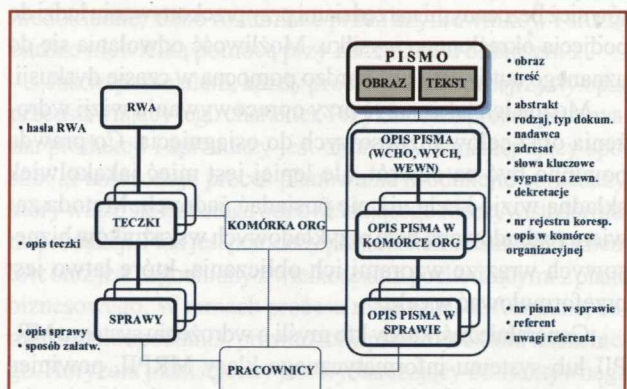 PISMO
OBRAZ TEKST
• obraz
• treść
RWA
• hasła RWA
OPIS PISMA
(WCHO, WYCH,
WEWN)
• abstrakt
• rodzaj, typ dokum.
• nadawca
• adresat
• słowa kluczowe
• sygnatura
• dekretacje
• opis teczki
KOMÓRKA ORG
OPIS PISMA W
KOMÓRCE ORG
• nr rejestru koresp.
• opis w komórce
organizacyjnej
SPRAWY
• opis sprawy
• sposób załatw.
OPIS PISMA W
SPRAWIE
• nr pisma w sprawie
• referent
• uwagi referenta
PRACOWNICY